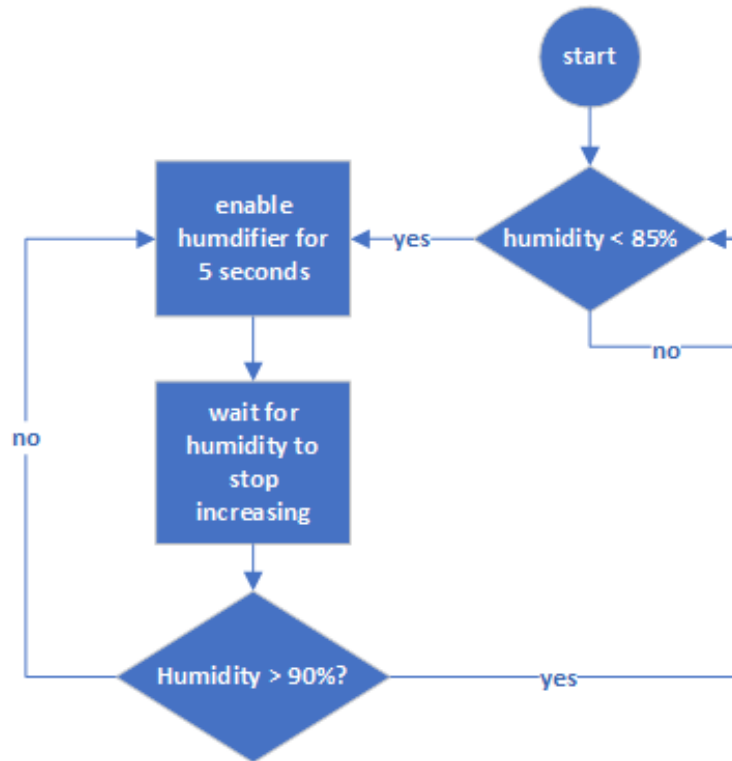 start
humidity < 85%
yes
no
enable
humdifier for
5 seconds
wait for
humidity to
stop
increasing
no
Humidity > 90%?
yes